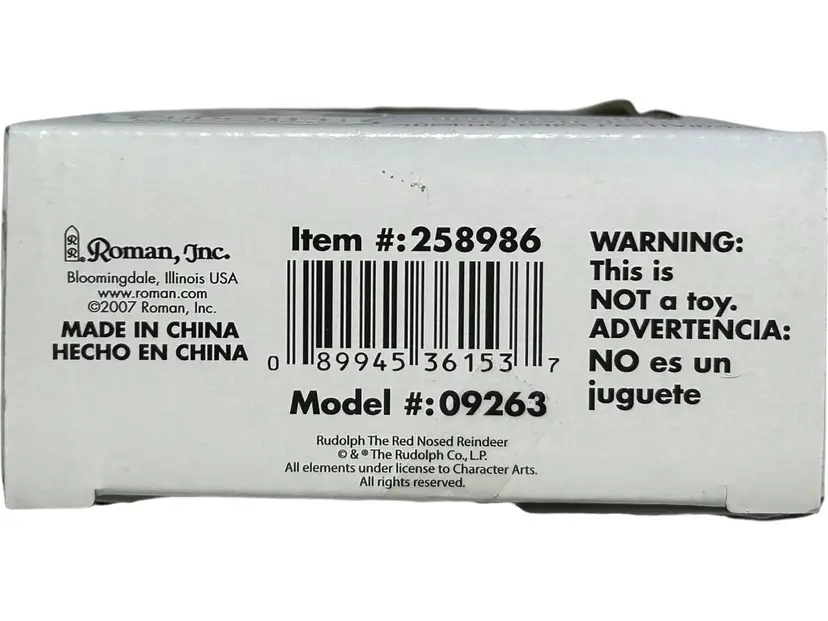 Roman, Inc.
Bloomingdale, Illinois USA
www.roman.com
©2007 Roman, Inc.
MADE IN CHINA
HECHO EN CHINA
Item #:258986
0 89945 36153 7
Model #:09263
Rudolph The Red Nosed Reindeer
© & ® The Rudolph Co., L.P.
All elements under license to Character Arts.
All rights reserved.
WARNING:
This is
NOT a toy.
ADVERTENCIA:
NO es un
juguete